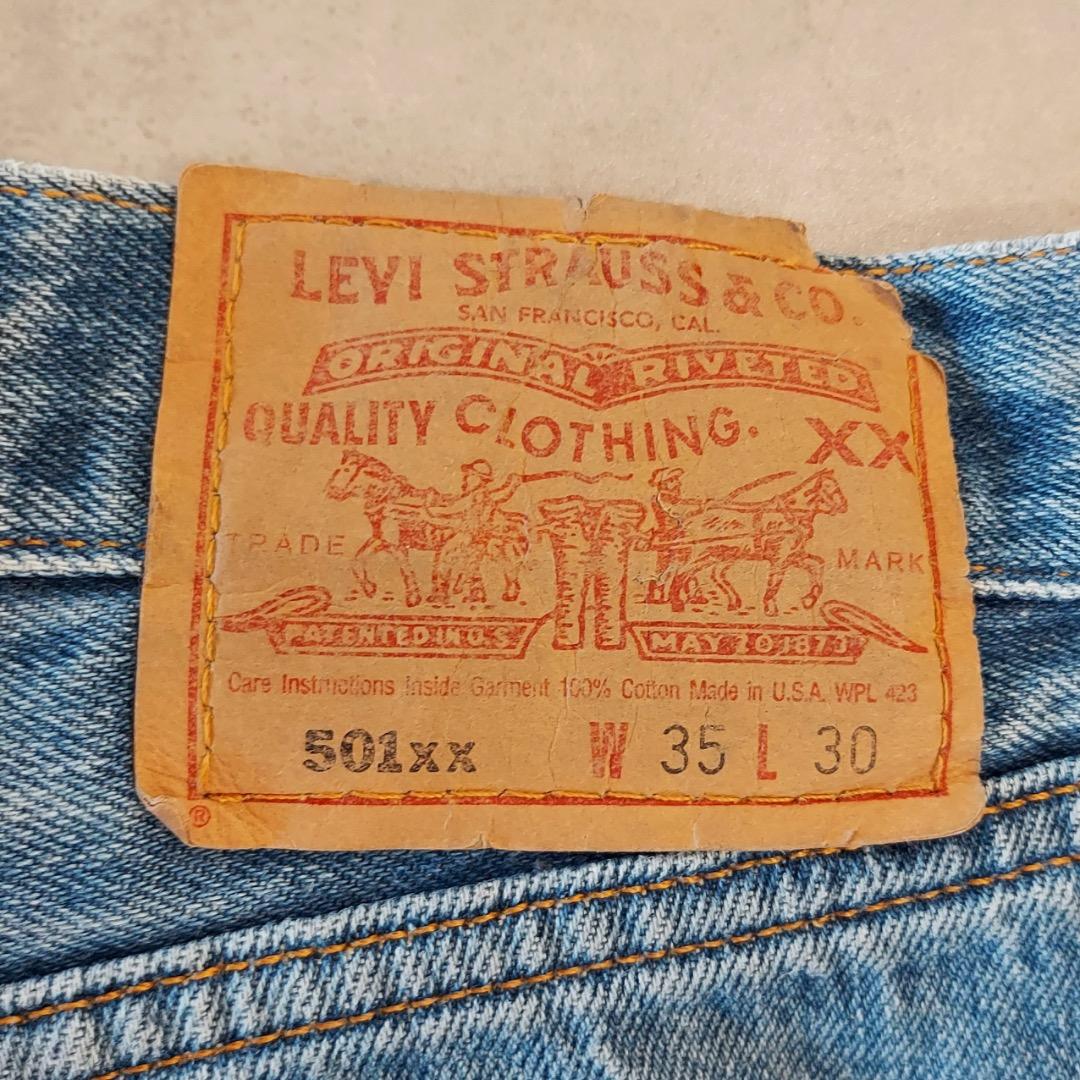 LEVI STRAUSS & CO.
SAN FRANCISCO, CAL.
ORIGINAL RIVETED
QUALITY CLOTHING. XX
TRADE MARK
PATENTED IN U.S. MAY 20 1873
Care Instructions Inside Garment 100% Cotton Made in U.S.A. WPL 423
501xx W 35 L 30
®